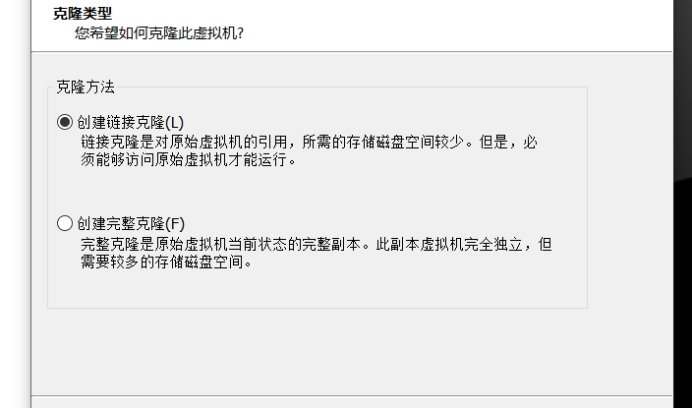 克隆类型
您希望如何克隆此虚拟机?
克隆方法
创建链接克隆(L)
链接克隆是对原始虚拟机的引用，所需的存储磁盘空间较少。但是，必
须能够访问原始虚拟机才能运行。
创建完整克隆(F)
完整克隆是原始虚拟机当前状态的完整副本。此副本虚拟机完全独立，但
需要较多的存储磁盘空间。